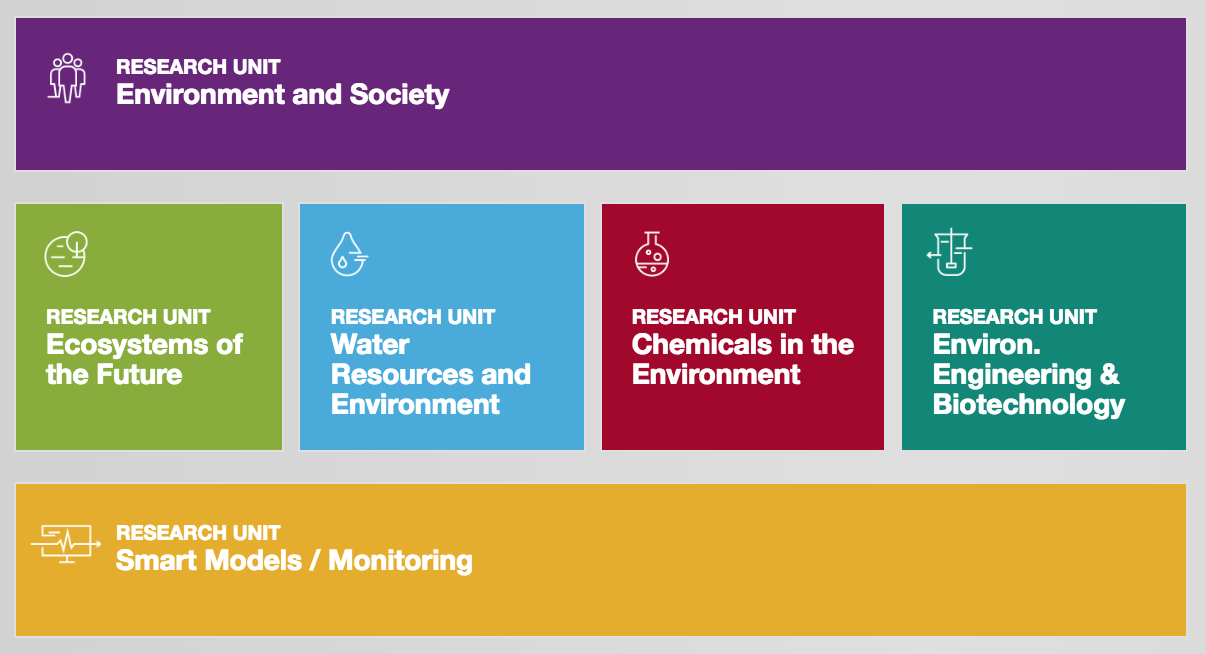 RESEARCH UNIT
Environment and Society
RESEARCH UNIT
Ecosystems of
the Future
RESEARCH UNIT
Water
Resources and
Environment
RESEARCH UNIT
Chemicals in the
Environment
RESEARCH UNIT
Environ.
Engineering &
Biotechnology
RESEARCH UNIT
Smart Models / Monitoring